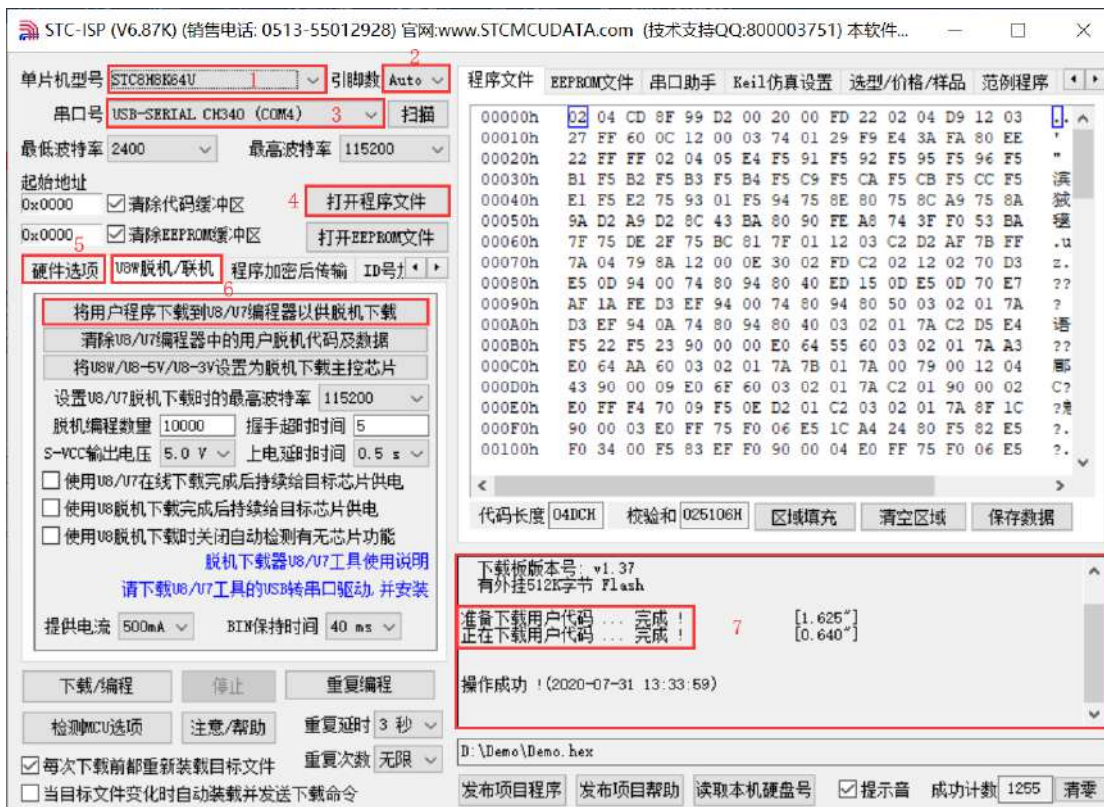 STC-ISP (V6.87K) (销售电话: 0513-55012928) 官网:www.STCMCUDATA.com (技术支持QQ:800003751) 本软件...
单片机型号 STC8H8K64U 1 引脚数 Auto 2
串口号 USB-SERIAL CH340 (COM4) 3 扫描
最低波特率 2400 最高波特率 115200
起始地址
0x0000 清除代码缓冲区 4 打开程序文件
0x0000 清除EEPROM缓冲区 打开EEPROM文件
5
硬件选项 U8W脱机/联机 程序加密后传输 ID号
6
将用户程序下载到U8/U7编程器以供脱机下载
清除U8/U7编程器中的用户脱机代码及数据
将U8W/U8-5V/U8-3V设置为脱机下载主控芯片
设置U8/U7脱机下载时的最高波特率 115200
脱机编程数量 10000 握手超时时间 5
S-VCC输出电压 5.0 V 上电延时时间 0.5 s
使用U8/U7在线下载完成后持续给目标芯片供电
使用U8脱机下载完成后持续给目标芯片供电
使用U8脱机下载时关闭自动检测有无芯片功能
脱机下载器U8/U7工具使用说明
请下载U8/U7工具的USB转串口驱动,并安装
提供电流 500mA BIN保持时间 40 ms
下载/编程 停止 重复编程
检测MCU选项 注意/帮助 重复延时 3 秒
重复次数 无限
每次下载前都重新装载目标文件
当目标文件变化时自动装载并发送下载命令
程序文件 EEPROM文件 串口助手 Keil仿真设置 选型/价格/样品 范例程序
00000h 02 04 CD 8F 99 D2 00 20 00 FD 22 02 04 D9 12 03 ..
00010h 27 FF 60 0C 12 00 03 74 01 29 F9 E4 3A FA 80 EE '
00020h 22 FF FF 02 04 05 E4 F5 91 F5 92 F5 95 F5 96 F5 "
00030h B1 F5 B2 F5 B3 F5 B4 F5 C9 F5 CA F5 CB F5 CC F5 滨
00040h E1 F5 E2 75 93 01 F5 94 75 8E 80 75 8C A9 75 8A
00050h 9A D2 A9 D2 8C 43 BA 80 90 FE A8 74 3F F0 53 BA
00060h 7F 75 DE 2F 75 BC 81 7F 01 12 03 C2 D2 AF 7B FF .u
00070h 7A 04 79 8A 12 00 0E 30 02 FD C2 02 12 02 70 D3 z.
00080h E5 0D 94 00 74 80 94 80 40 ED 15 0D E5 0D 70 E7 ??
00090h AF 1A FE D3 EF 94 00 74 80 94 80 50 03 02 01 7A ?
000A0h D3 EF 94 0A 74 80 94 80 40 03 02 01 7A C2 D5 E4 语
000B0h F5 22 F5 23 90 00 00 E0 64 55 60 03 02 01 7A A3 ??
000C0h E0 64 AA 60 03 02 01 7A 7B 01 7A 00 79 00 12 04
000D0h 43 90 00 09 E0 6F 60 03 02 01 7A C2 01 90 00 02 C?
000E0h E0 FF F4 70 09 F5 0E D2 01 C2 03 02 01 7A 8F 1C
000F0h 90 00 03 E0 FF 75 F0 06 E5 1C A4 24 80 F5 82 E5 ?.
00100h F0 34 00 F5 83 EF F0 90 00 04 E0 FF 75 F0 06 E5 ?.
代码长度 04DCH 校验和 025106H 区域填充 清空区域 保存数据
下载板版本号: v1.37
有外挂512K字节 Flash
准备下载用户代码 ... 完成 ! [1.625"]
正在下载用户代码 ... 完成 ! 7 [0.640"]
操作成功 !(2020-07-31 13:33:59)
D:\Demo\Demo.hex
发布项目程序 发布项目帮助 读取本机硬盘号 提示音 成功计数 1255 清零